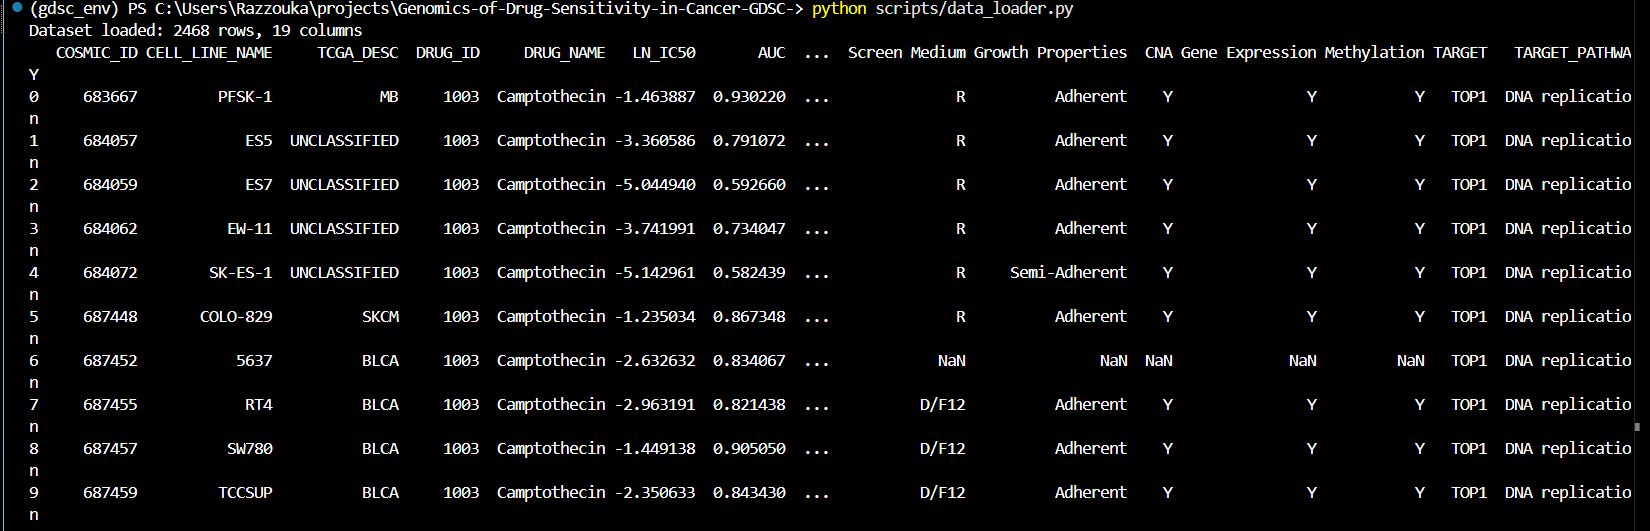 (gdsc_env) PS C:\Users\Razzouka\projects\Genomics-of-Drug-Sensitivity-in-Cancer-GDSC-> python scripts/data_loader.py
Dataset loaded: 2468 rows, 19 columns
COSMIC_ID CELL_LINE_NAME TCGA_DESC DRUG_ID DRUG_NAME LN_IC50 AUC ... Screen Medium Growth Properties CNA Gene Expression Methylation TARGET TARGET_PATHWA
Y
0 683667 PFSK-1 MB 1003 Camptothecin -1.463887 0.930220 ... R Adherent Y Y Y TOP1 DNA replicatio
n
1 684057 ES5 UNCLASSIFIED 1003 Camptothecin -3.360586 0.791072 ... R Adherent Y Y Y TOP1 DNA replicatio
n
2 684059 ES7 UNCLASSIFIED 1003 Camptothecin -5.044940 0.592660 ... R Adherent Y Y Y TOP1 DNA replicatio
n
3 684062 EW-11 UNCLASSIFIED 1003 Camptothecin -3.741991 0.734047 ... R Adherent Y Y Y TOP1 DNA replicatio
n
4 684072 SK-ES-1 UNCLASSIFIED 1003 Camptothecin -5.142961 0.582439 ... R Semi-Adherent Y Y Y TOP1 DNA replicatio
n
5 687448 COLO-829 SKCM 1003 Camptothecin -1.235034 0.867348 ... R Adherent Y Y Y TOP1 DNA replicatio
n
6 687452 5637 BLCA 1003 Camptothecin -2.632632 0.834067 ... NaN NaN NaN NaN NaN TOP1 DNA replicatio
n
7 687455 RT4 BLCA 1003 Camptothecin -2.963191 0.821438 ... D/F12 Adherent Y Y Y TOP1 DNA replicatio
n
8 687457 SW780 BLCA 1003 Camptothecin -1.449138 0.905050 ... D/F12 Adherent Y Y Y TOP1 DNA replicatio
n
9 687459 TCCSUP BLCA 1003 Camptothecin -2.350633 0.843430 ... D/F12 Adherent Y Y Y TOP1 DNA replicatio
n